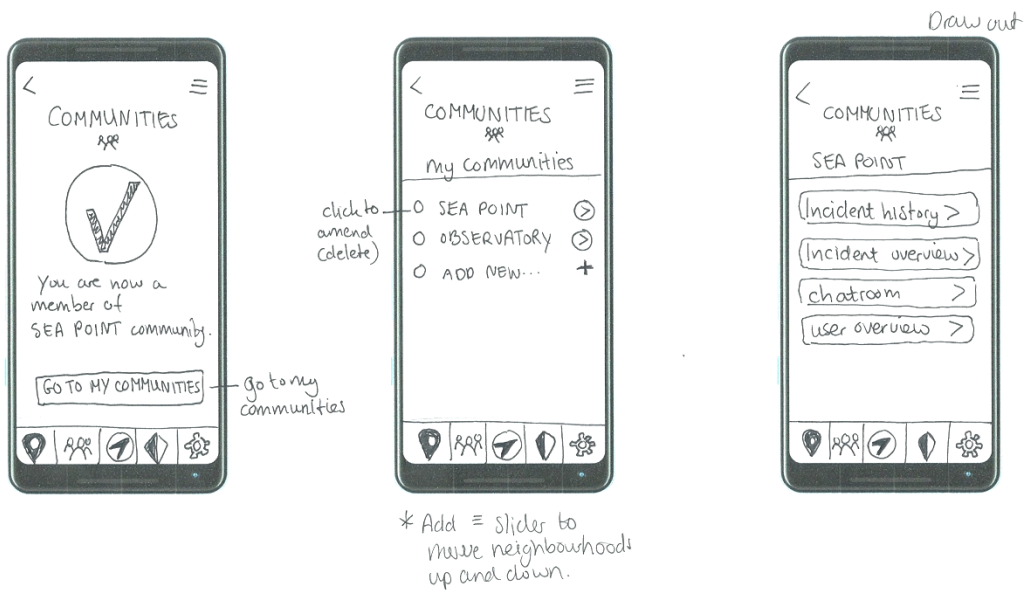 Draw out
COMMUNITIES
You are now a
member of
SEA POINT community.
GO TO MY COMMUNITIES
go to my
communities
COMMUNITIES
my communities
click to
amend
(delete)
SEA POINT
OBSERVATORY
ADD NEW...
* Add ≡ slider to
move neighbourhoods
up and down.
COMMUNITIES
SEA POINT
Incident history >
Incident overview >
chatroom >
user overview >